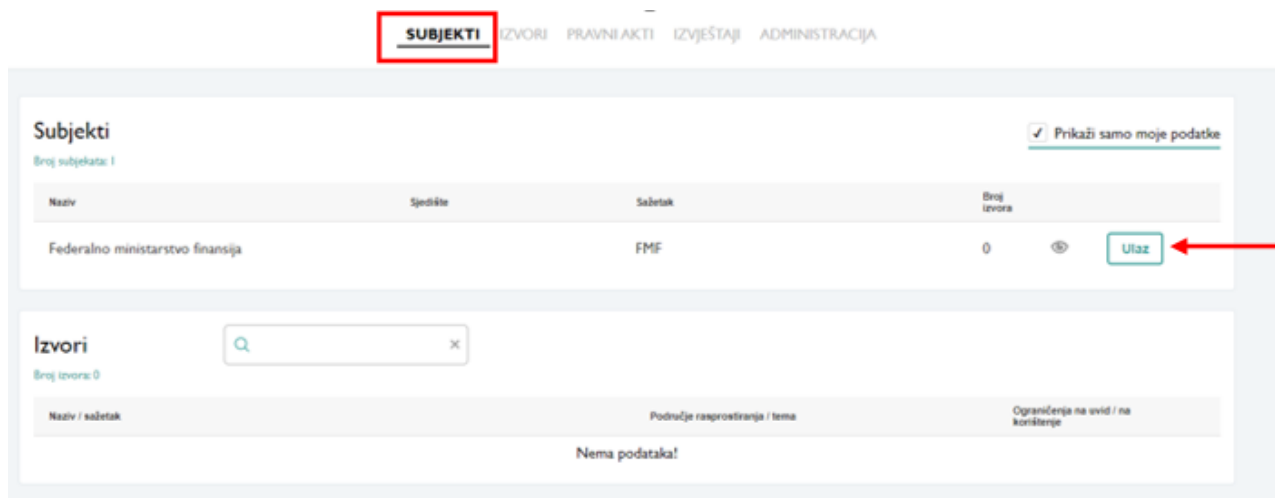 SUBJEKTI IZVORI PRAVNI AKTI IZVJEŠTAJI ADMINISTRACIJA
Subjekti
✓ Prikaži samo moje podatke
Broj subjekata: 1
Naziv Sjedište Sažetak Broj izvora
Federalno ministarstvo finansija FMF 0 Ulaz
Izvori
Broj izvora: 0
Naziv / sažetak Područje rasprostiranja / tema Ograničenja na uvid / na korištenje
Nema podataka!